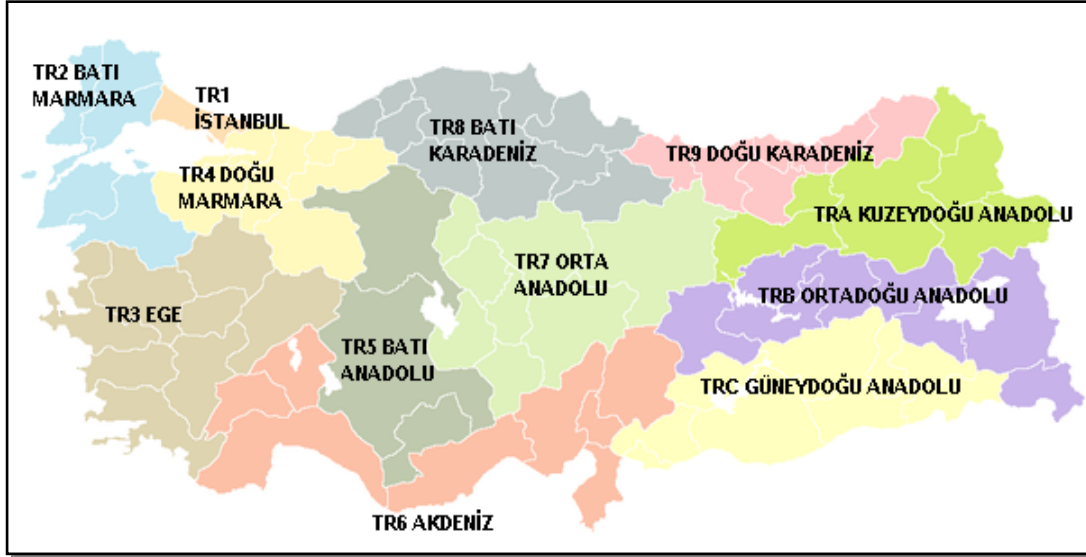 TR2 BATI
MARMARA
TR1
İSTANBUL
TR8 BATI
KARADENİZ
TR9 DOĞU KARADENİZ
TR4 DOĞU
MARMARA
TRA KUZEYDOĞU ANADOLU
TR7 ORTA
ANADOLU
TRB ORTADOĞU ANADOLU
TR3 EGE
TR5 BATI
ANADOLU
TRC GÜNEYDOĞU ANADOLU
TR6 AKDENİZ